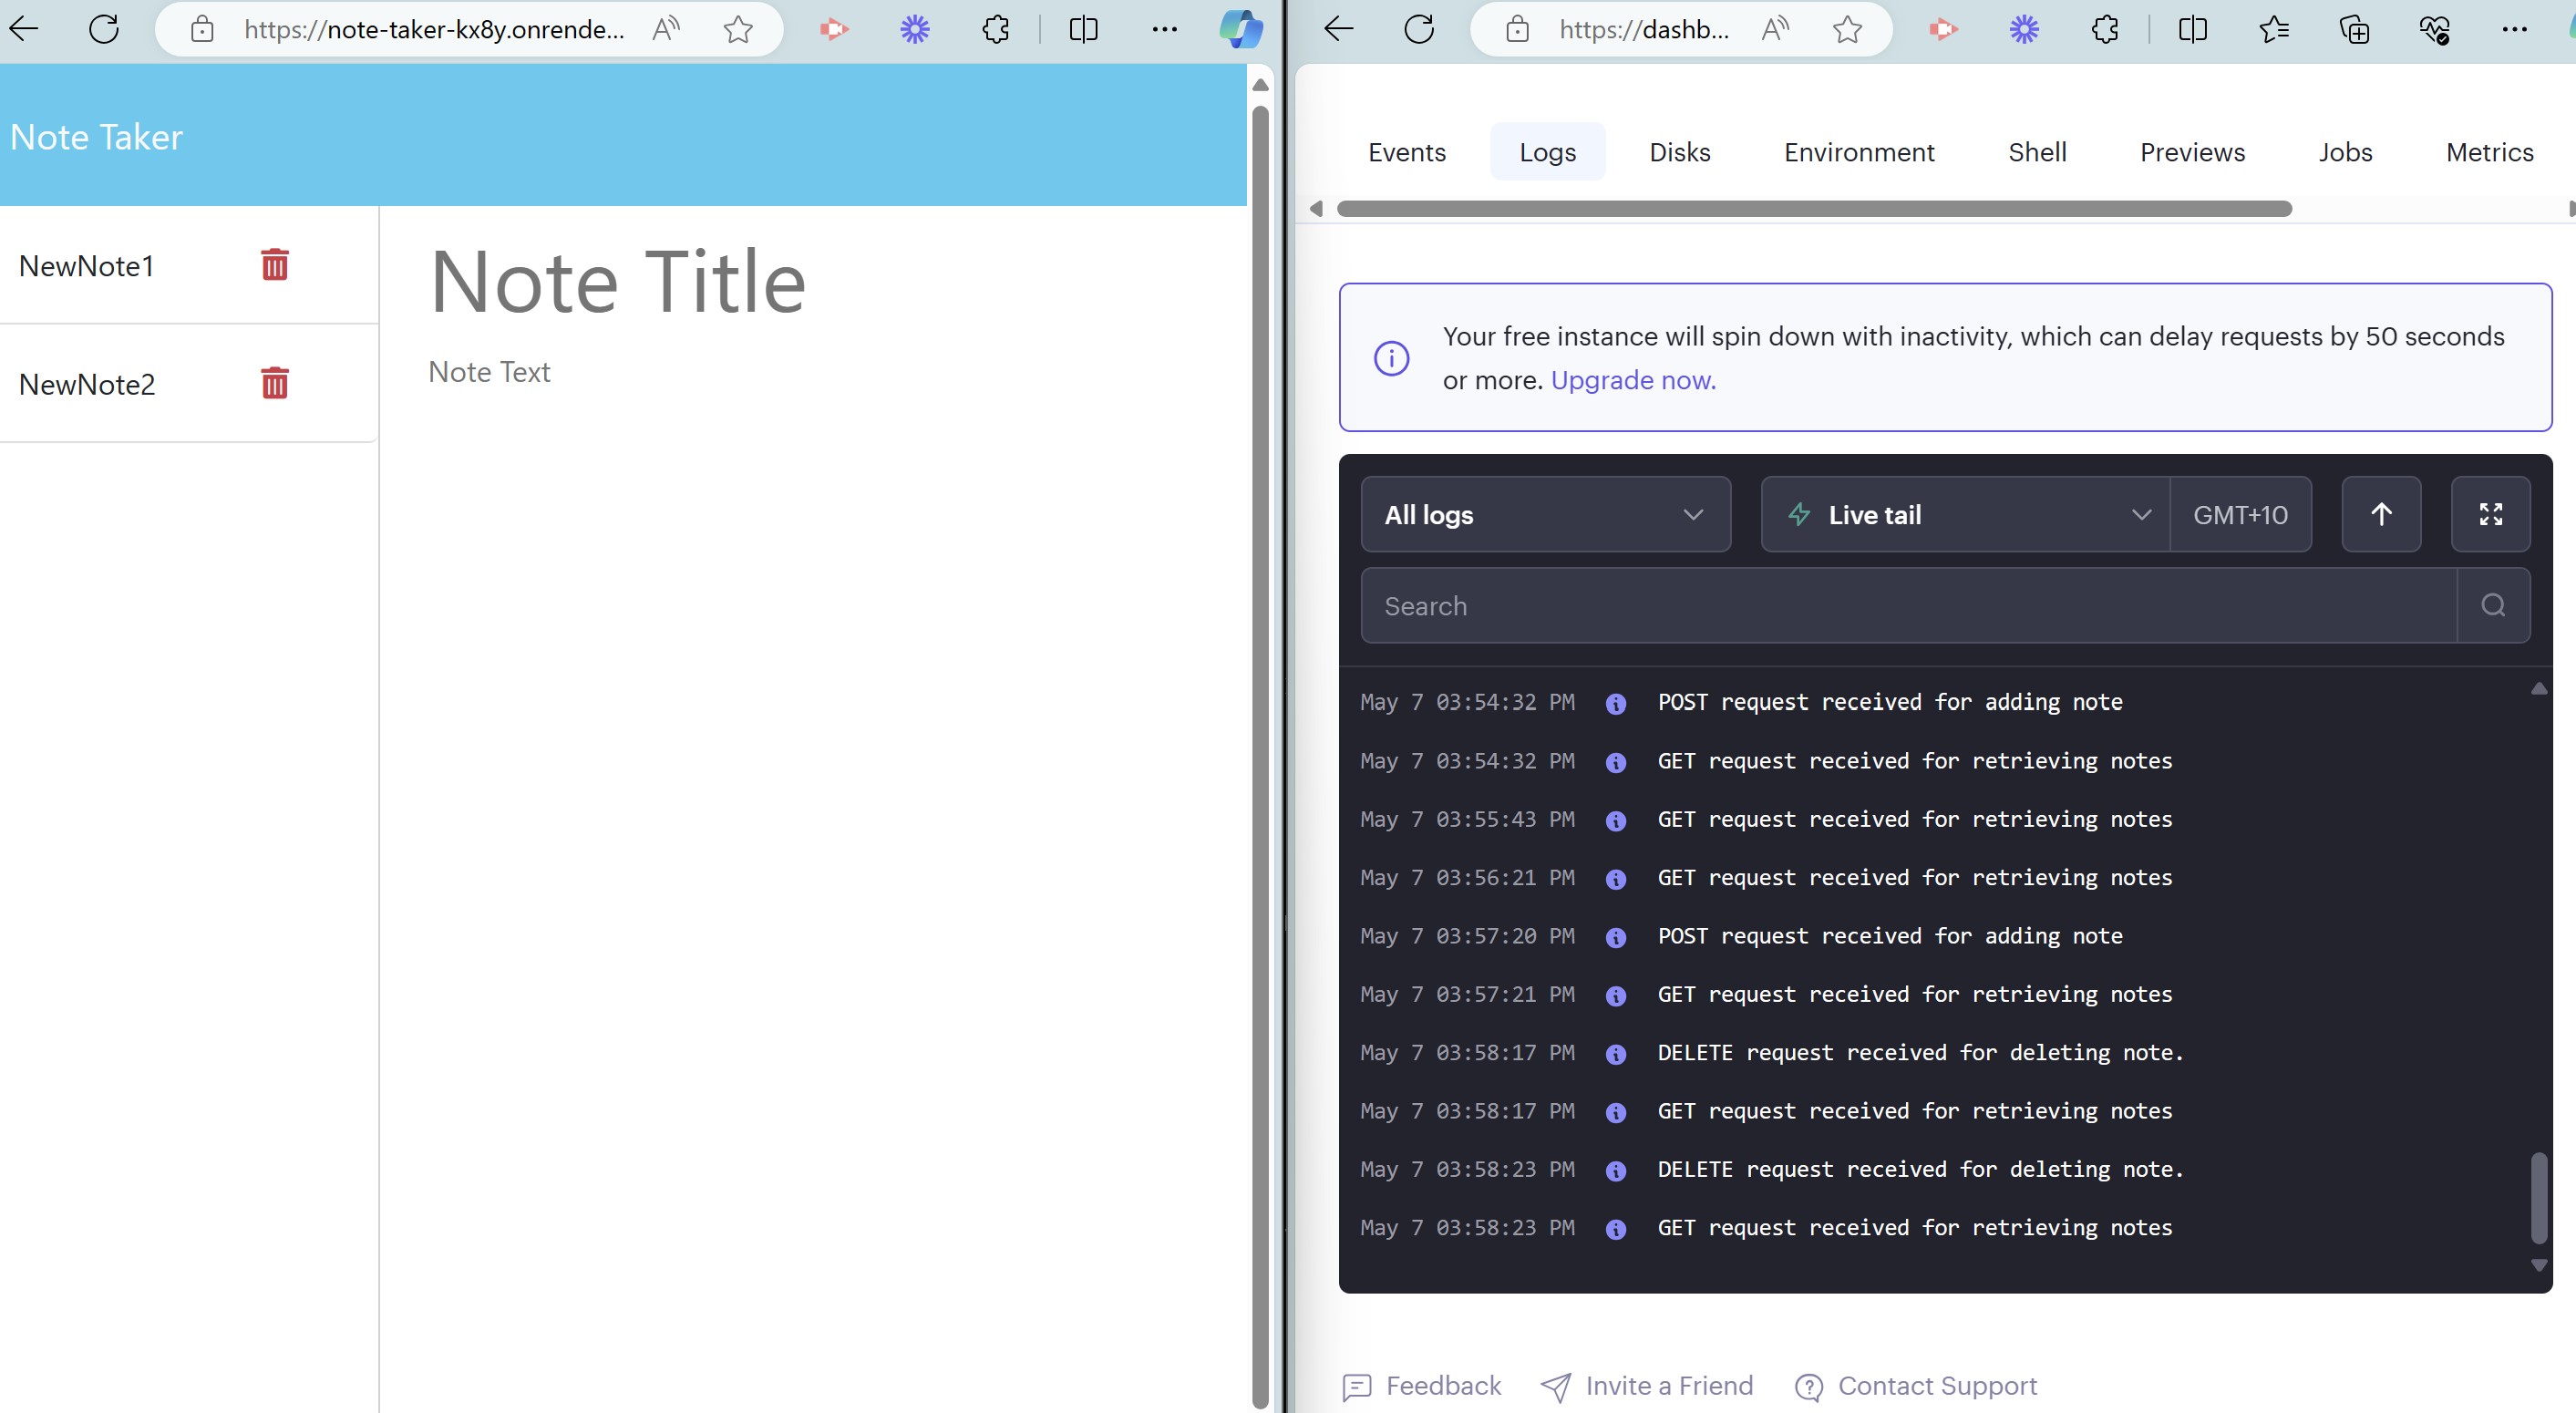 https://note-taker-kx8y.onrende...
Note Taker
NewNote1
NewNote2
Note Title
Note Text
https://dashb...
Events Logs Disks Environment Shell Previews Jobs Metrics
Your free instance will spin down with inactivity, which can delay requests by 50 seconds
or more. Upgrade now.
All logs Live tail GMT+10
Search
May 7 03:54:32 PM POST request received for adding note
May 7 03:54:32 PM GET request received for retrieving notes
May 7 03:55:43 PM GET request received for retrieving notes
May 7 03:56:21 PM GET request received for retrieving notes
May 7 03:57:20 PM POST request received for adding note
May 7 03:57:21 PM GET request received for retrieving notes
May 7 03:58:17 PM DELETE request received for deleting note.
May 7 03:58:17 PM GET request received for retrieving notes
May 7 03:58:23 PM DELETE request received for deleting note.
May 7 03:58:23 PM GET request received for retrieving notes
Feedback Invite a Friend Contact Support